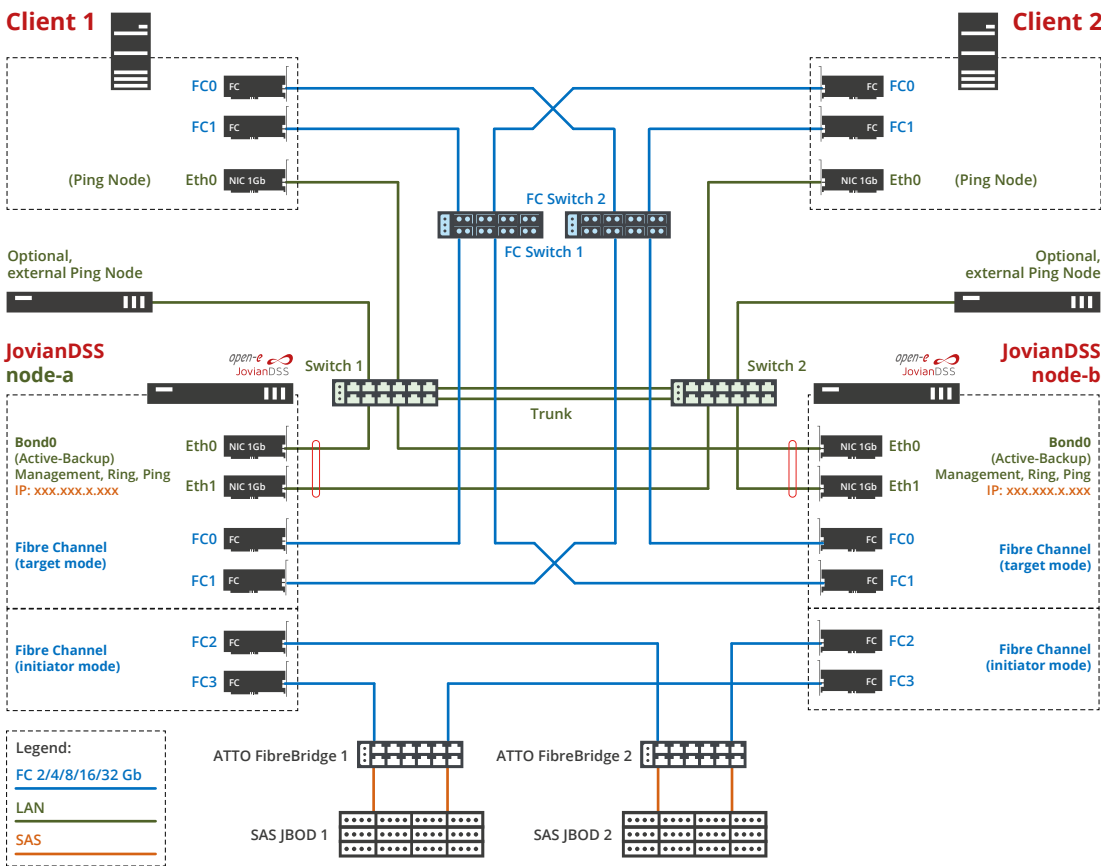 Client 1
Client 2
FC0
FC
FC
FC0
FC1
FC
FC
FC1
(Ping Node)
Eth0
NIC 1Gb
NIC 1Gb
Eth0
(Ping Node)
FC Switch 2
FC Switch 1
Optional,
external Ping Node
Optional,
external Ping Node
JovianDSS
node-a
open-e
JovianDSS
Switch 1
Switch 2
open-e
JovianDSS
JovianDSS
node-b
Trunk
Bond0
(Active-Backup)
Management, Ring, Ping
IP: xxx.xxx.x.xxx
Eth0
NIC 1Gb
Eth1
NIC 1Gb
NIC 1Gb
Eth0
NIC 1Gb
Eth1
Bond0
(Active-Backup)
Management, Ring, Ping
IP: xxx.xxx.x.xxx
Fibre Channel
(target mode)
FC0
FC
FC1
FC
FC
FC0
FC
FC1
Fibre Channel
(target mode)
Fibre Channel
(initiator mode)
FC2
FC
FC3
FC
FC
FC2
FC
FC3
Fibre Channel
(initiator mode)
Legend:
FC 2/4/8/16/32 Gb
LAN
SAS
ATTO FibreBridge 1
ATTO FibreBridge 2
SAS JBOD 1
SAS JBOD 2